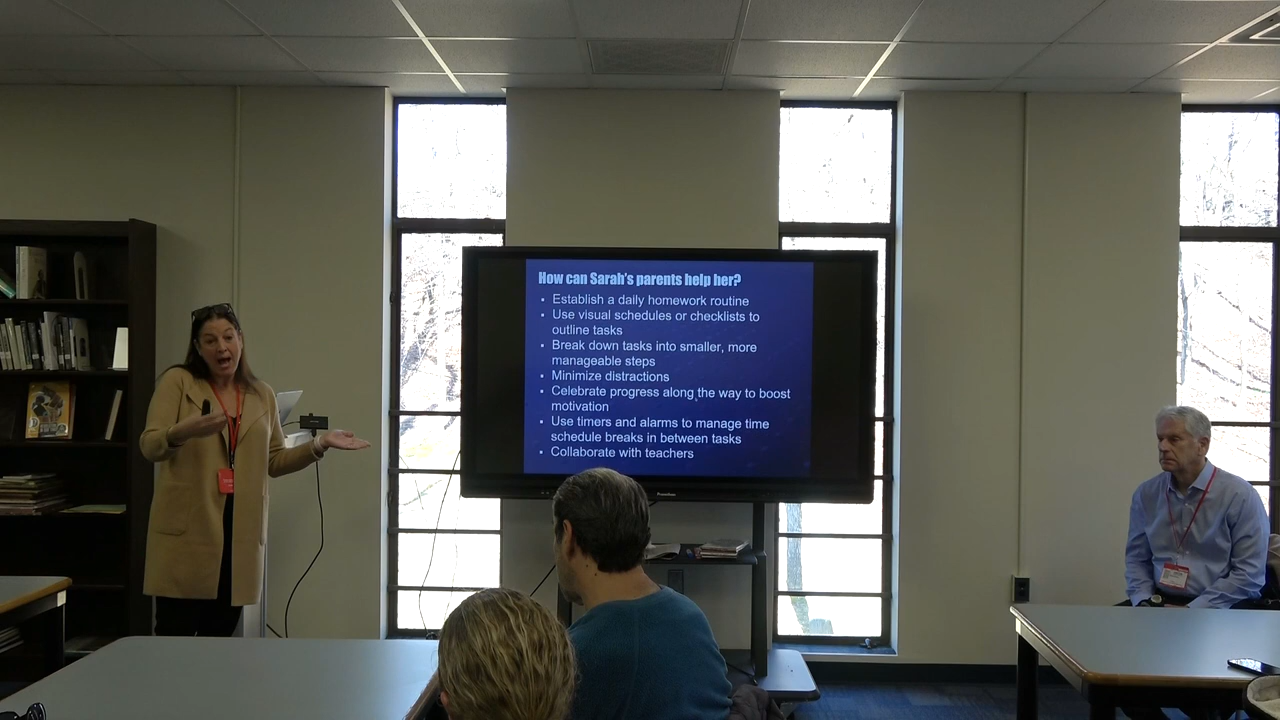 How can Sarah's parents help her?
• Establish a daily homework routine
• Use visual schedules or checklists to
outline tasks
• Break down tasks into smaller, more
manageable steps
• Minimize distractions
• Celebrate progress along the way to boost
motivation
• Use timers and alarms to manage time
schedule breaks in between tasks
• Collaborate with teachers
Promethean